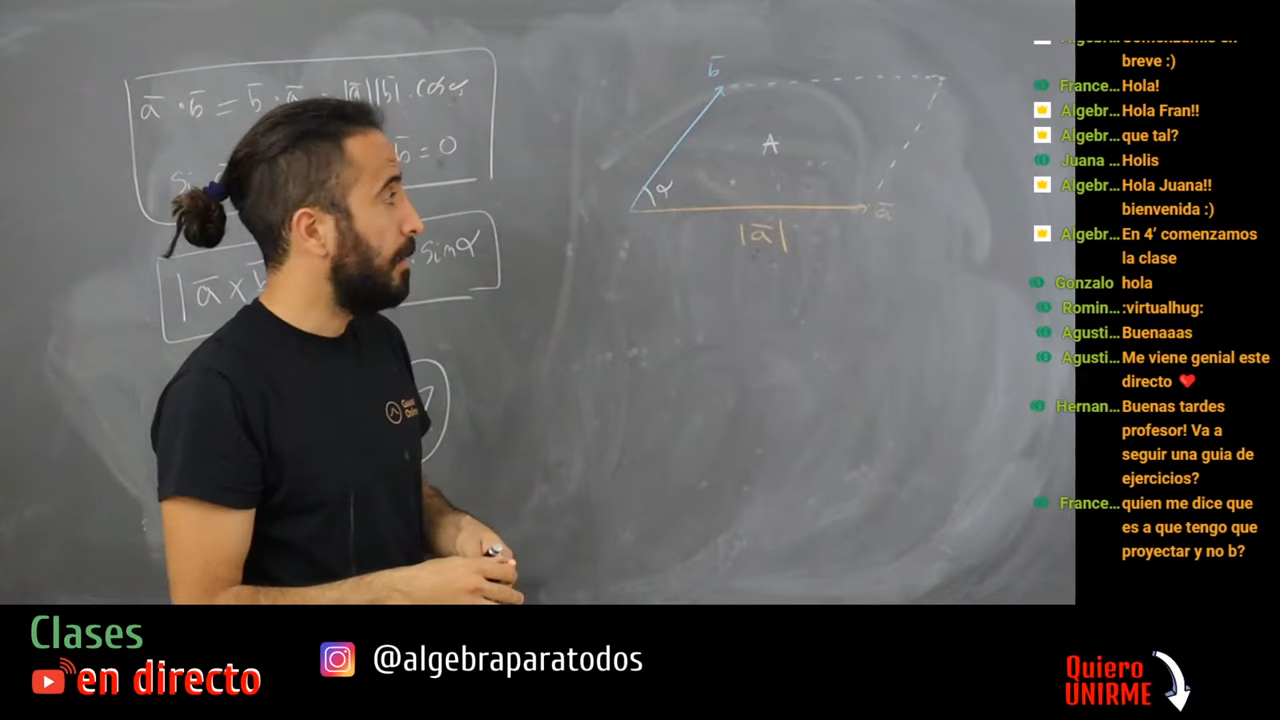 ā · b̄ = b̄ · ā = |ā||b̄| · cos α
b̄ = 0
|ā × b̄
· sin α
b̄
A
α
ā
|ā|
breve :)
France... Hola!
Algebr... Hola Fran!!
Algebr... que tal?
Juana ... Holis
Algebr... Hola Juana!!
bienvenida :)
Algebr... En 4’ comenzamos
la clase
Gonzalo hola
Romin... :virtualhug:
Agusti... Buenaaas
Agusti... Me viene genial este
directo ❤️
Hernan... Buenas tardes
profesor! Va a
seguir una guia de
ejercicios?
France... quien me dice que
es a que tengo que
proyectar y no b?
Clases
en directo
@algebraparatodos
Quiero
UNIRME